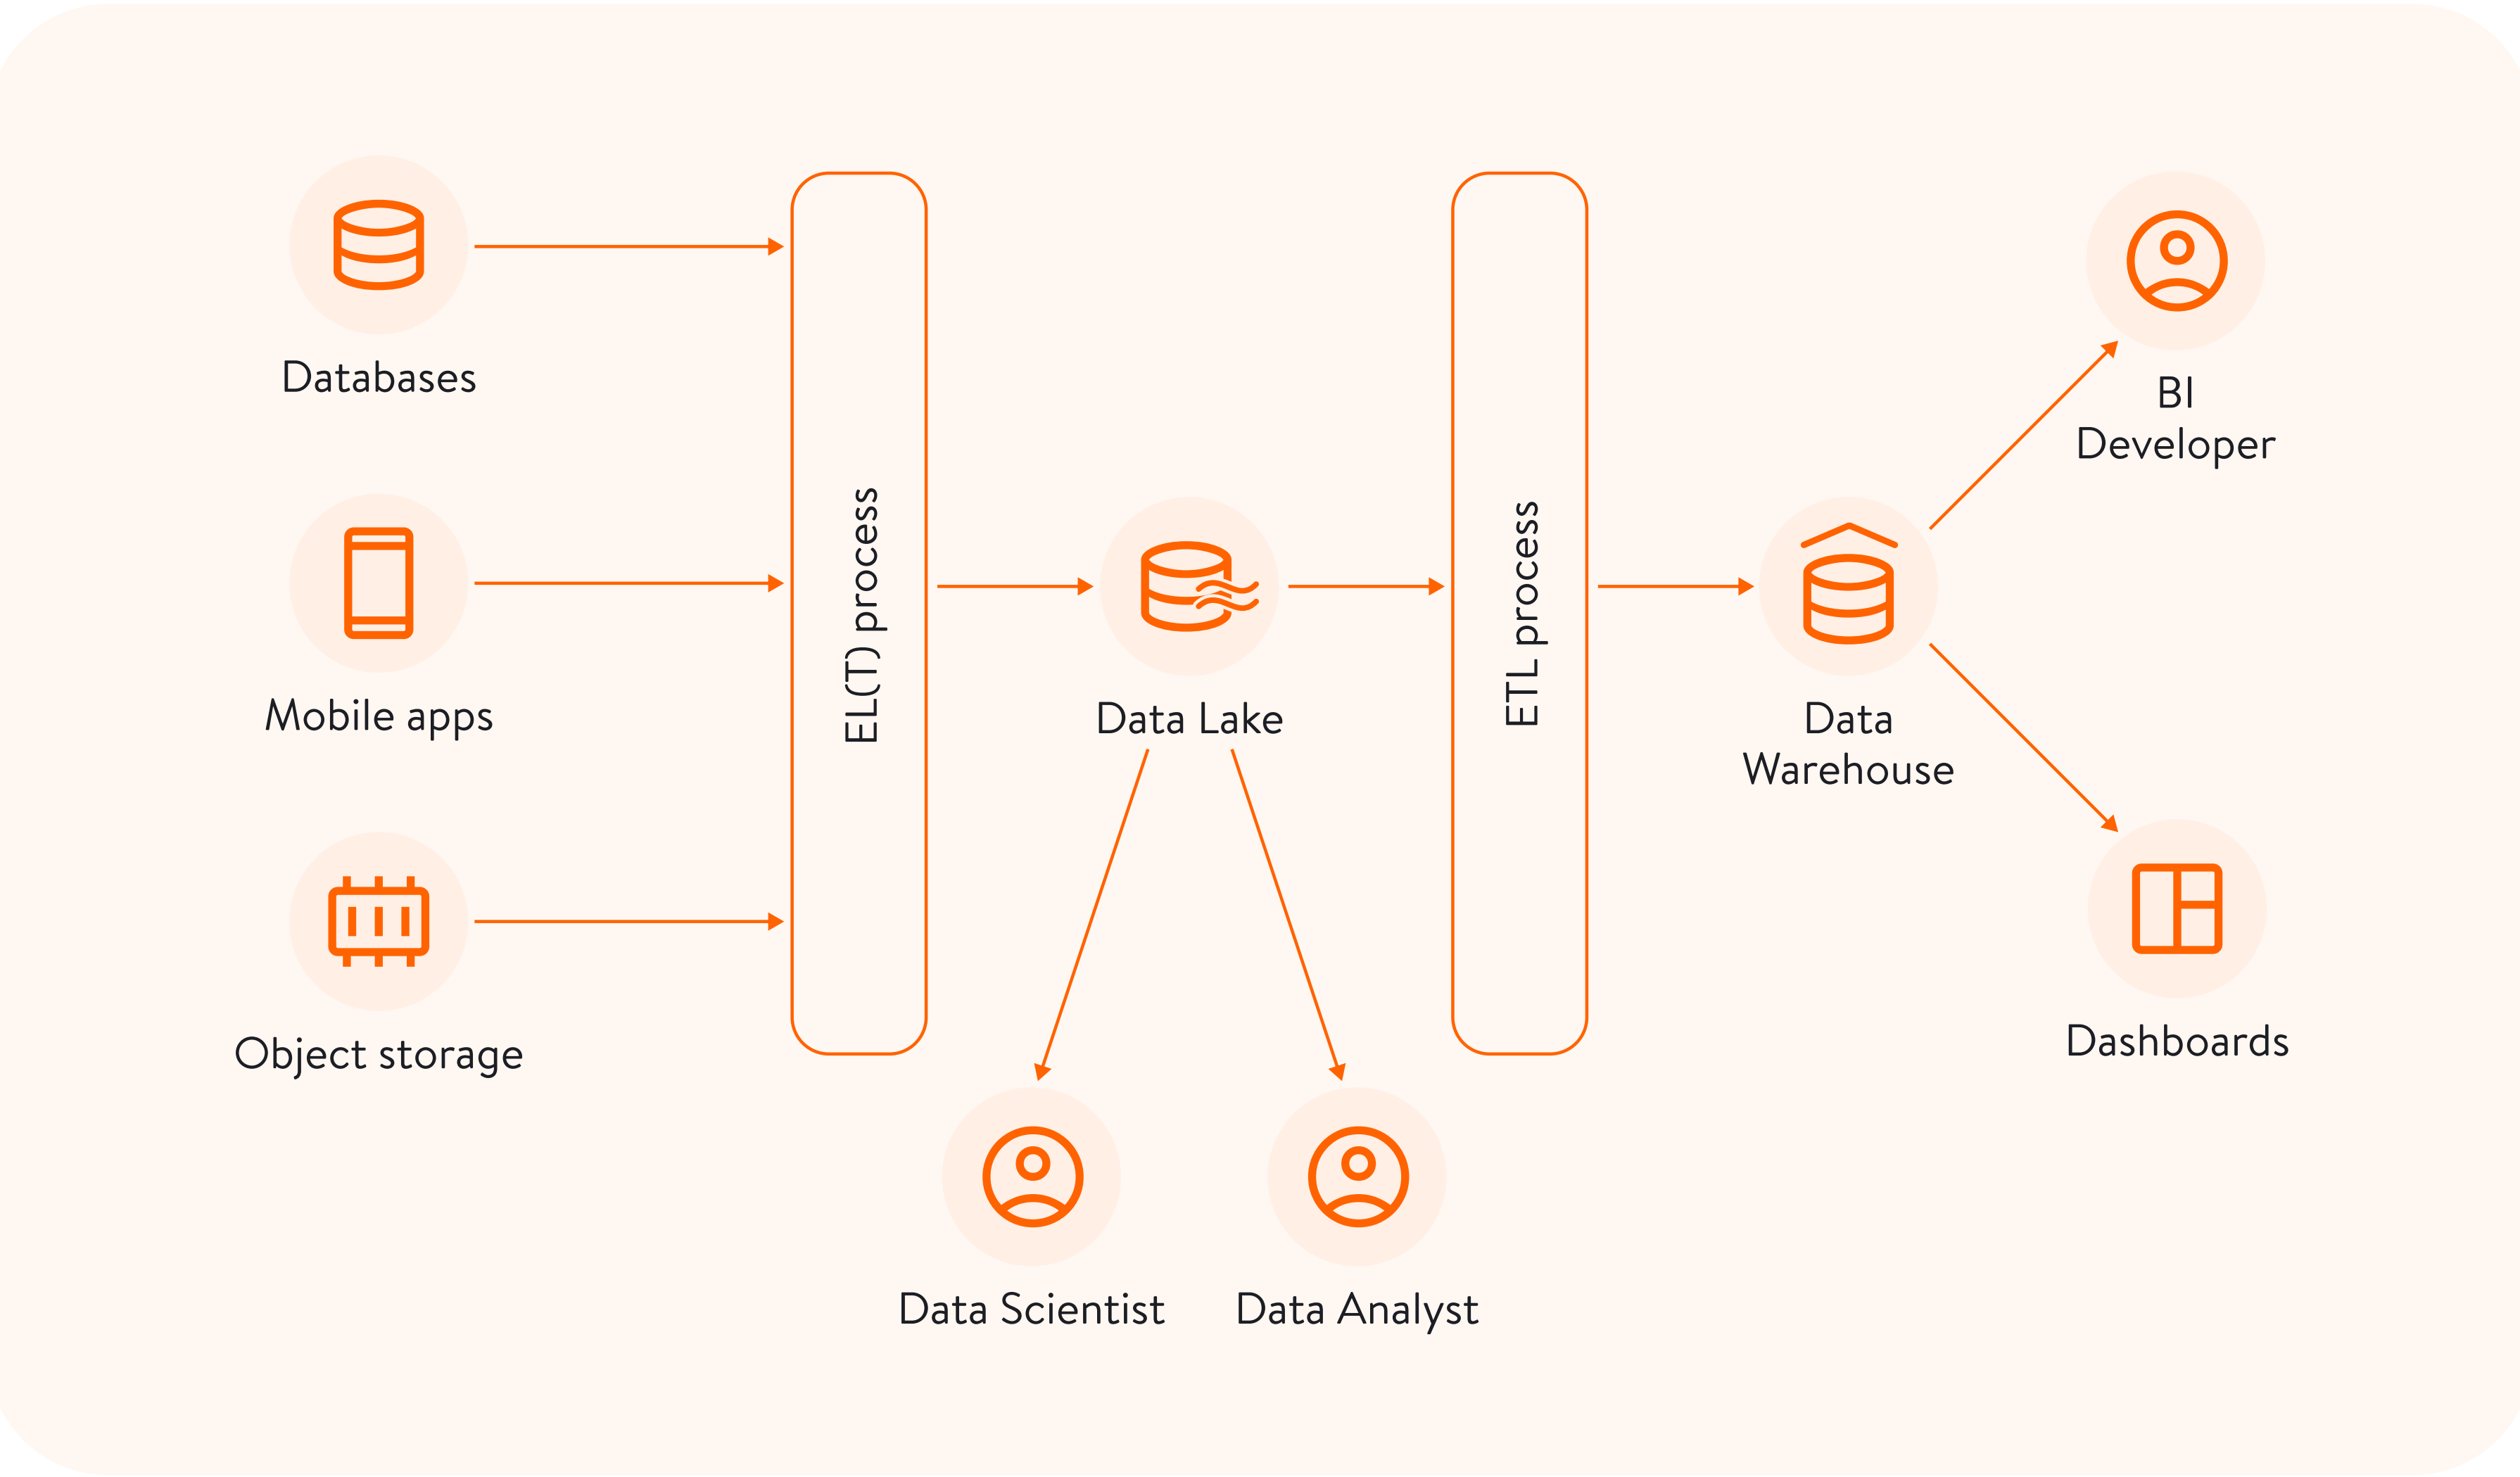 Databases
Mobile apps
Object storage
EL(T) process
Data Lake
ETL process
Data
Warehouse
BI
Developer
Dashboards
Data Scientist
Data Analyst